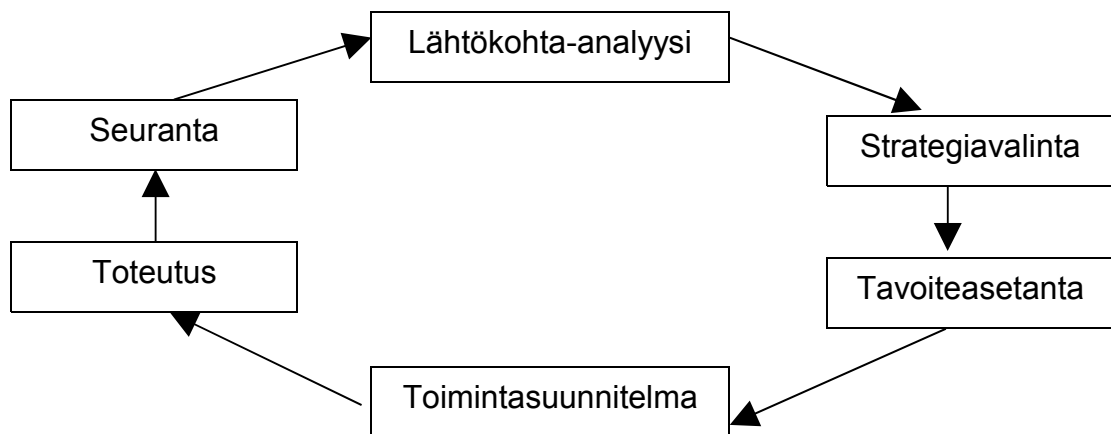 Lähtökohta-analyysi
Seuranta
Strategiavalinta
Toteutus
Tavoiteasetanta
Toimintasuunnitelma